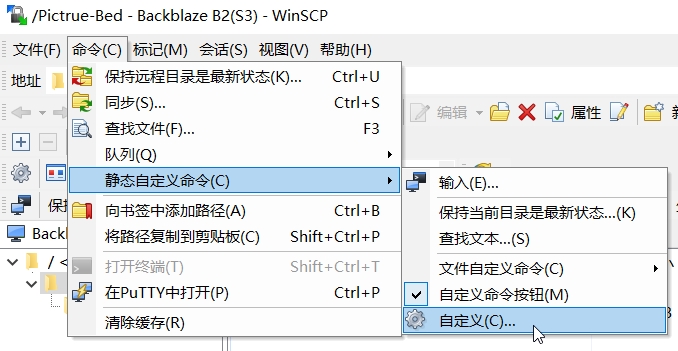 /Pictrue-Bed - Backblaze B2(S3) - WinSCP
文件(F) 命令(C) 标记(M) 会话(S) 视图(V) 帮助(H)
地址
保持远程目录是最新状态(K)... Ctrl+U
同步(S)... Ctrl+S
编辑 属性
查找文件(F)... F3
队列(Q)
静态自定义命令(C)
输入(E)...
向书签中添加路径(A) Ctrl+B
保持当前目录是最新状态...(K)
将路径复制到剪贴板(C) Shift+Ctrl+P
查找文本...(S)
打开终端(T) Shift+Ctrl+T
文件自定义命令(C)
在PuTTY中打开(P) Ctrl+P
自定义命令按钮(M)
清除缓存(R)
自定义(C)...
/ <